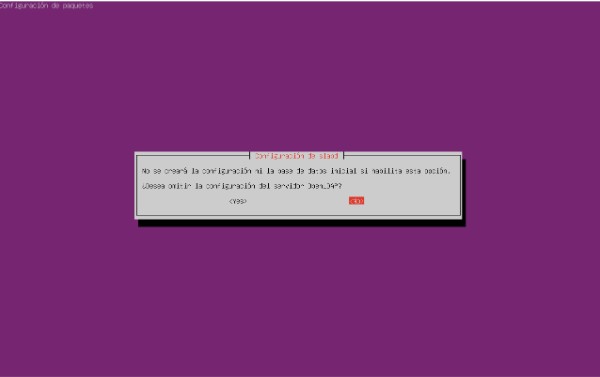 Configuración de paquetes
Configuración de slapd
No se creará la configuración ni la base de datos inicial si habilita esta opción.
¿Desea omitir la configuración del servidor OpenLDAP?
<Yes> <No>